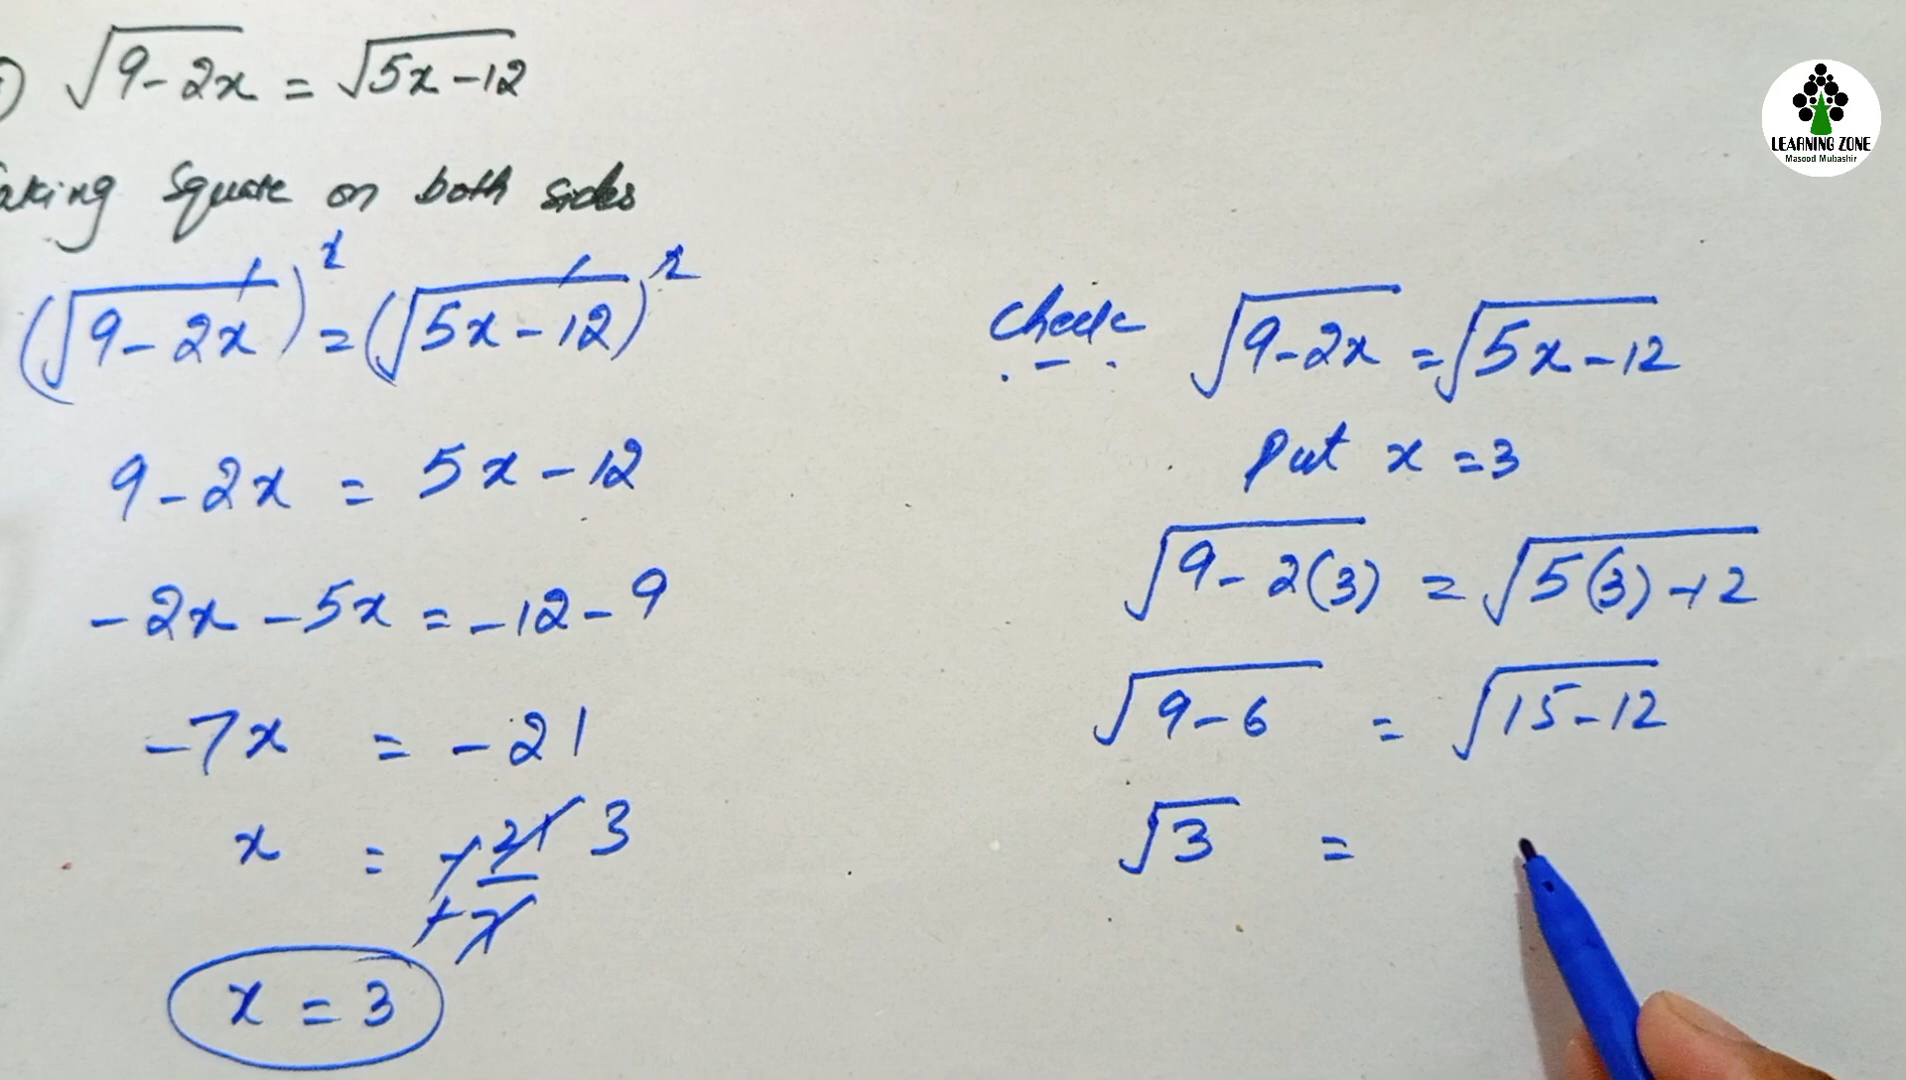 √9-2x = √5x-12
Taking Square on both sides
(√9-2x)² = (√5x-12)²
9-2x = 5x-12
-2x-5x = -12-9
-7x = -21
x = -21/-7 3
x = 3
Check √9-2x = √5x-12
Put x = 3
√9-2(3) = √5(3)-12
√9-6 = √15-12
√3 =
LEARNING ZONE
Masood Mubashir